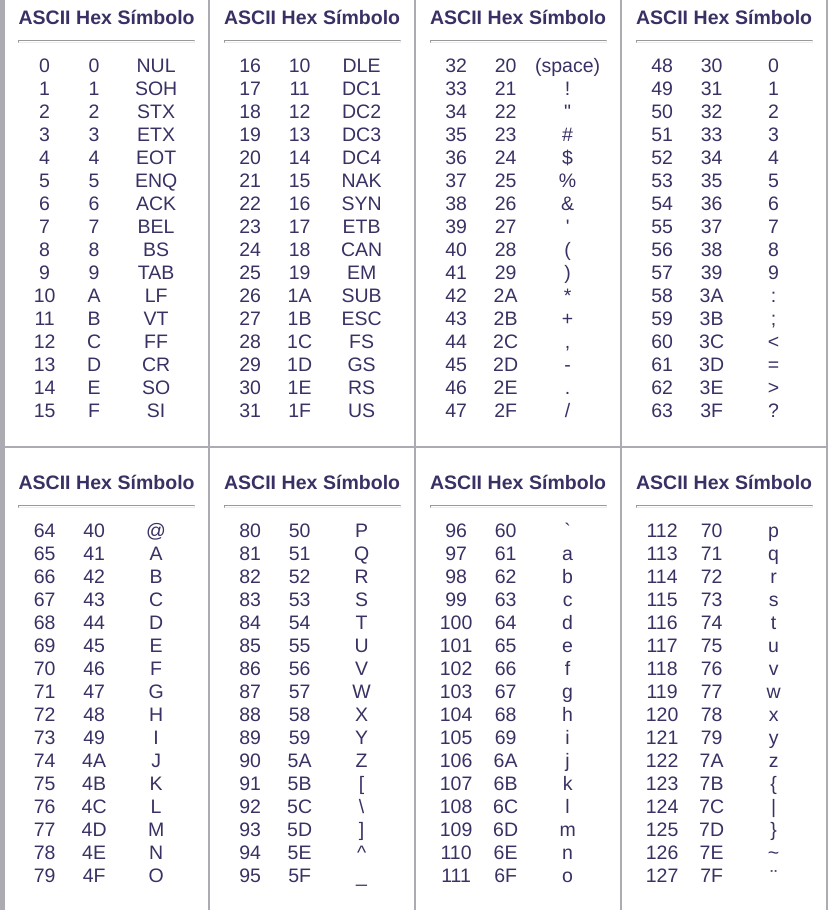 ASCII Hex Símbolo
0 0 NUL
1 1 SOH
2 2 STX
3 3 ETX
4 4 EOT
5 5 ENQ
6 6 ACK
7 7 BEL
8 8 BS
9 9 TAB
10 A LF
11 B VT
12 C FF
13 D CR
14 E SO
15 F SI
ASCII Hex Símbolo
16 10 DLE
17 11 DC1
18 12 DC2
19 13 DC3
20 14 DC4
21 15 NAK
22 16 SYN
23 17 ETB
24 18 CAN
25 19 EM
26 1A SUB
27 1B ESC
28 1C FS
29 1D GS
30 1E RS
31 1F US
ASCII Hex Símbolo
32 20 (space)
33 21 !
34 22 "
35 23 #
36 24 $
37 25 %
38 26 &
39 27 '
40 28 (
41 29 )
42 2A *
43 2B +
44 2C ,
45 2D -
46 2E .
47 2F /
ASCII Hex Símbolo
48 30 0
49 31 1
50 32 2
51 33 3
52 34 4
53 35 5
54 36 6
55 37 7
56 38 8
57 39 9
58 3A :
59 3B ;
60 3C <
61 3D =
62 3E >
63 3F ?
ASCII Hex Símbolo
64 40 @
65 41 A
66 42 B
67 43 C
68 44 D
69 45 E
70 46 F
71 47 G
72 48 H
73 49 I
74 4A J
75 4B K
76 4C L
77 4D M
78 4E N
79 4F O
ASCII Hex Símbolo
80 50 P
81 51 Q
82 52 R
83 53 S
84 54 T
85 55 U
86 56 V
87 57 W
88 58 X
89 59 Y
90 5A Z
91 5B [
92 5C \
93 5D ]
94 5E ^
95 5F _
ASCII Hex Símbolo
96 60 `
97 61 a
98 62 b
99 63 c
100 64 d
101 65 e
102 66 f
103 67 g
104 68 h
105 69 i
106 6A j
107 6B k
108 6C l
109 6D m
110 6E n
111 6F o
ASCII Hex Símbolo
112 70 p
113 71 q
114 72 r
115 73 s
116 74 t
117 75 u
118 76 v
119 77 w
120 78 x
121 79 y
122 7A z
123 7B {
124 7C |
125 7D }
126 7E ~
127 7F ¨